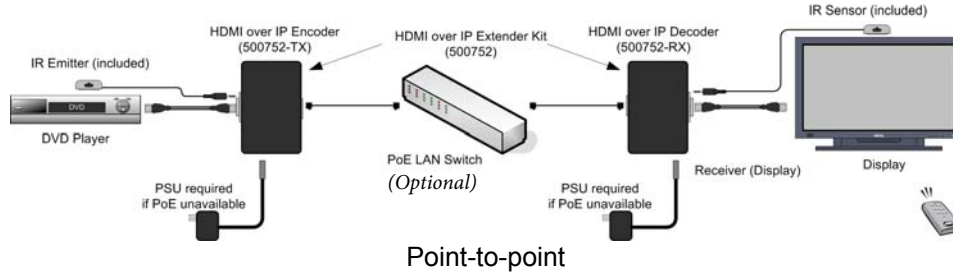 IR Sensor (included)
HDMI over IP Encoder
(500752-TX)
HDMI over IP Extender Kit
(500752)
HDMI over IP Decoder
(500752-RX)
IR Emitter (included)
DVD
DVD Player
PoE LAN Switch
(Optional)
Receiver (Display)
Display
PSU required
if PoE unavailable
PSU required
if PoE unavailable
Point-to-point